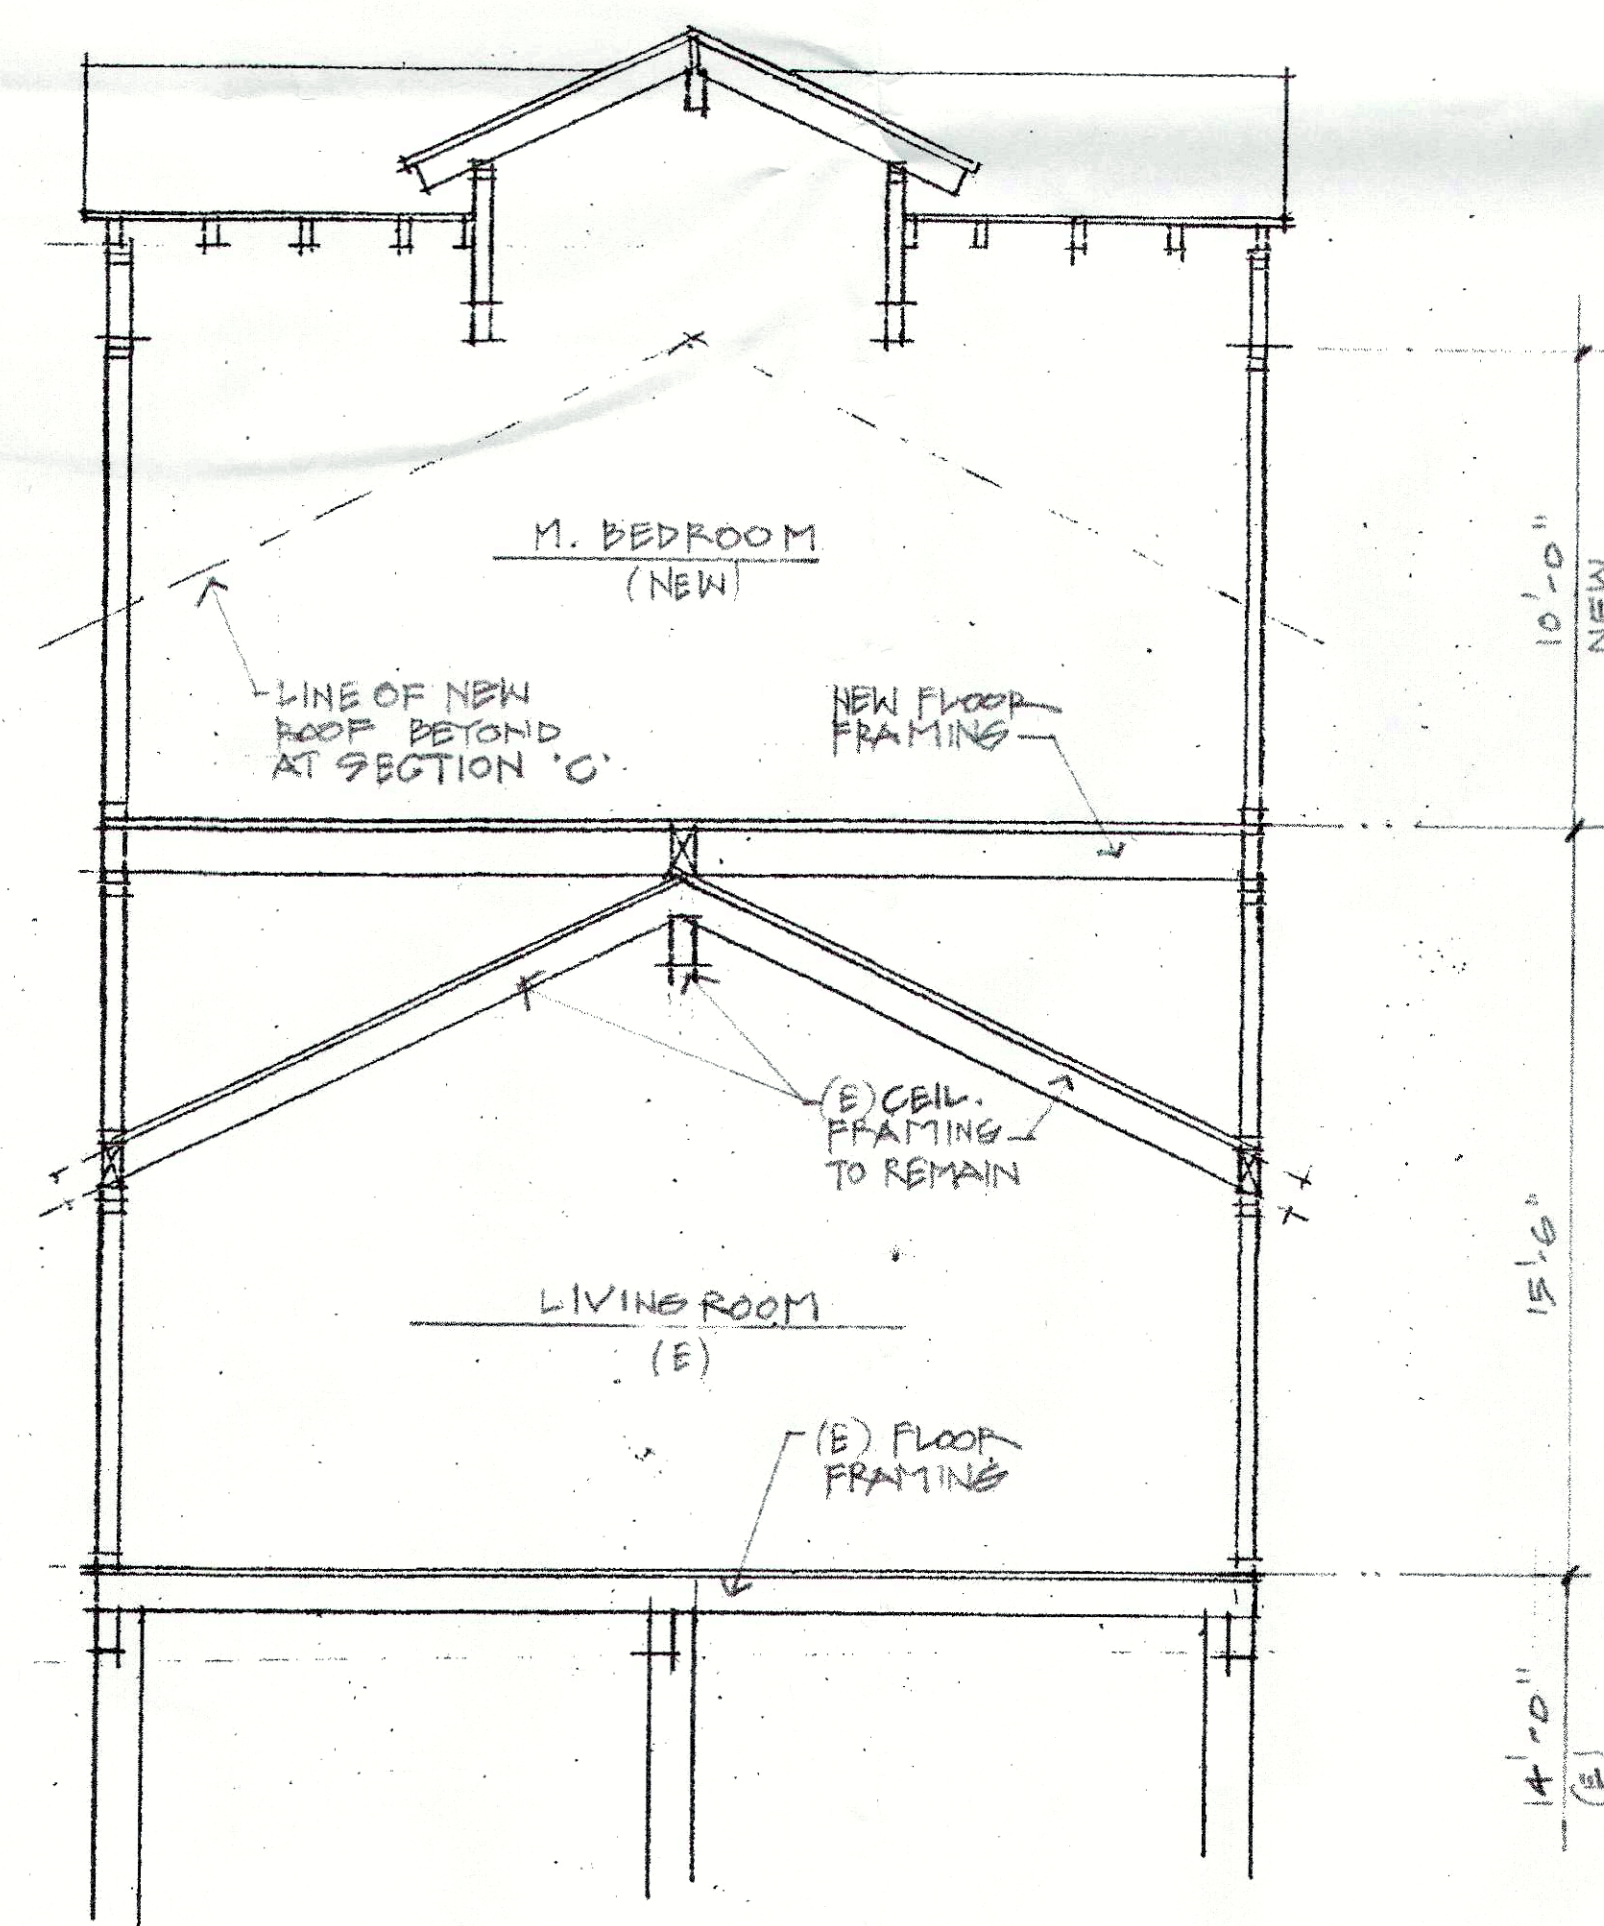 M. BEDROOM
(NEW)
LINE OF NEW
ROOF BEYOND
AT SECTION 'C'
NEW FLOOR
FRAMING
10'-0"
NEW
(E) CEIL.
FRAMING
TO REMAIN
15'-6"
LIVING ROOM
(E)
(E) FLOOR
FRAMING
14'-0"
(E)